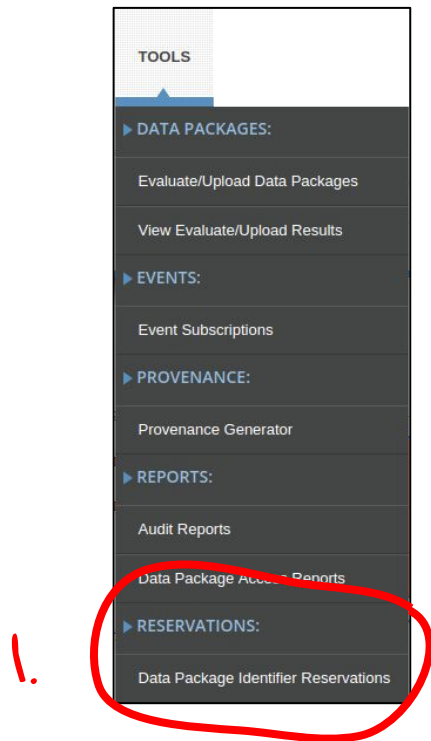 TOOLS
DATA PACKAGES:
Evaluate/Upload Data Packages
View Evaluate/Upload Results
EVENTS:
Event Subscriptions
PROVENANCE:
Provenance Generator
REPORTS:
Audit Reports
Data Package Access Reports
RESERVATIONS:
1.
Data Package Identifier Reservations